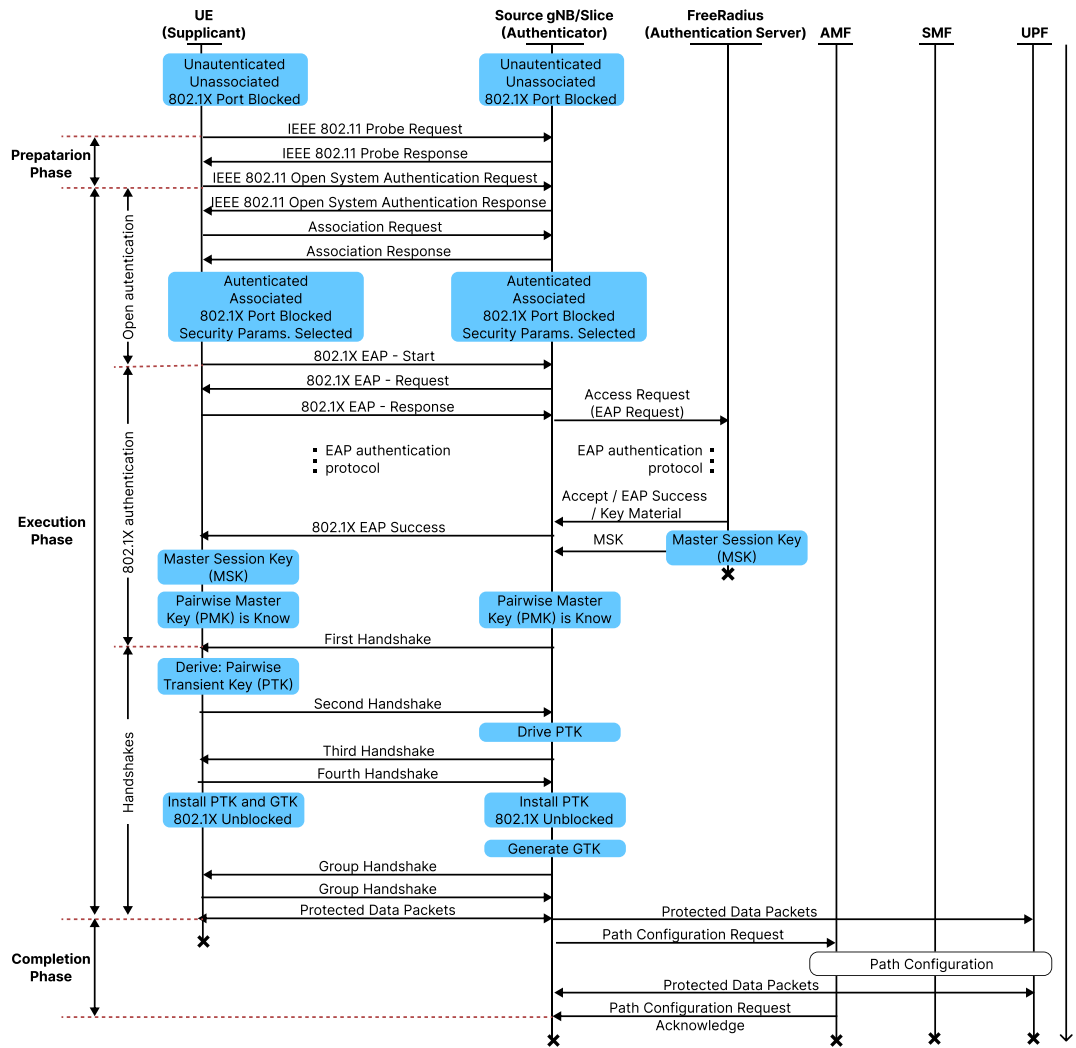 UE
(Supplicant)
Source gNB/Slice
(Authenticator)
FreeRadius
(Authentication Server)
AMF
SMF
UPF
Unautenticated
Unassociated
802.1X Port Blocked
Unautenticated
Unassociated
802.1X Port Blocked
Prepatarion
Phase
IEEE 802.11 Probe Request
IEEE 802.11 Probe Response
IEEE 802.11 Open System Authentication Request
IEEE 802.11 Open System Authentication Response
Association Request
Association Response
Open autentication
Autenticated
Associated
802.1X Port Blocked
Security Params. Selected
Autenticated
Associated
802.1X Port Blocked
Security Params. Selected
802.1X EAP - Start
802.1X EAP - Request
802.1X EAP - Response
Access Request
(EAP Request)
EAP authentication
protocol
EAP authentication
protocol
Execution
Phase
802.1X authentication
Accept / EAP Success
/ Key Material
802.1X EAP Success
MSK
Master Session Key
(MSK)
Master Session Key
(MSK)
Pairwise Master
Key (PMK) is Know
Pairwise Master
Key (PMK) is Know
First Handshake
Derive: Pairwise
Transient Key (PTK)
Second Handshake
Drive PTK
Third Handshake
Fourth Handshake
Handshakes
Install PTK and GTK
802.1X Unblocked
Install PTK
802.1X Unblocked
Generate GTK
Group Handshake
Group Handshake
Protected Data Packets
Protected Data Packets
Completion
Phase
Path Configuration Request
Path Configuration
Protected Data Packets
Path Configuration Request
Acknowledge